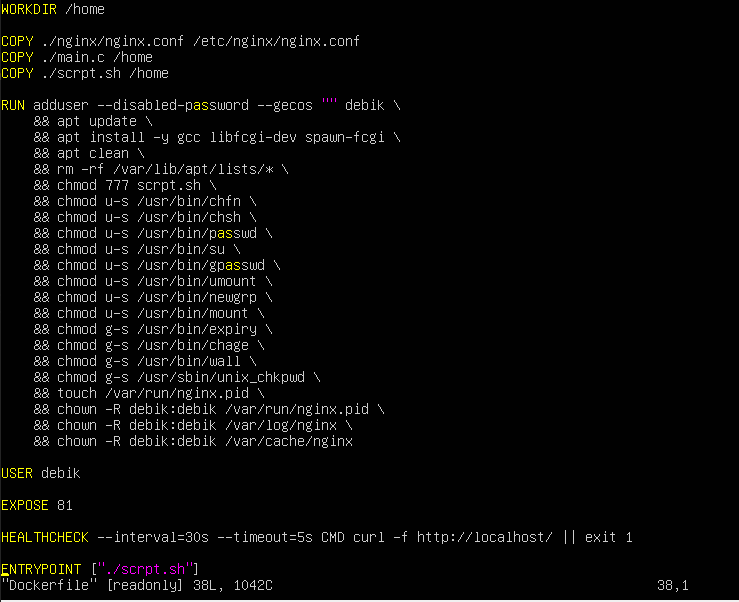 WORKDIR /home
COPY ./nginx/nginx.conf /etc/nginx/nginx.conf
COPY ./main.c /home
COPY ./scrpt.sh /home
RUN adduser --disabled-password --gecos "" debik \
&& apt update \
&& apt install -y gcc libfcgi-dev spawn-fcgi \
&& apt clean \
&& rm -rf /var/lib/apt/lists/* \
&& chmod 777 scrpt.sh \
&& chmod u-s /usr/bin/chfn \
&& chmod u-s /usr/bin/chsh \
&& chmod u-s /usr/bin/passwd \
&& chmod u-s /usr/bin/su \
&& chmod u-s /usr/bin/gpasswd \
&& chmod u-s /usr/bin/umount \
&& chmod u-s /usr/bin/newgrp \
&& chmod u-s /usr/bin/mount \
&& chmod g-s /usr/bin/expiry \
&& chmod g-s /usr/bin/chage \
&& chmod g-s /usr/bin/wall \
&& chmod g-s /usr/sbin/unix_chkpwd \
&& touch /var/run/nginx.pid \
&& chown -R debik:debik /var/run/nginx.pid \
&& chown -R debik:debik /var/log/nginx \
&& chown -R debik:debik /var/cache/nginx
USER debik
EXPOSE 81
HEALTHCHECK --interval=30s --timeout=5s CMD curl -f http://localhost/ || exit 1
ENTRYPOINT ["./scrpt.sh"]
"Dockerfile" [readonly] 38L, 1042C 38,1